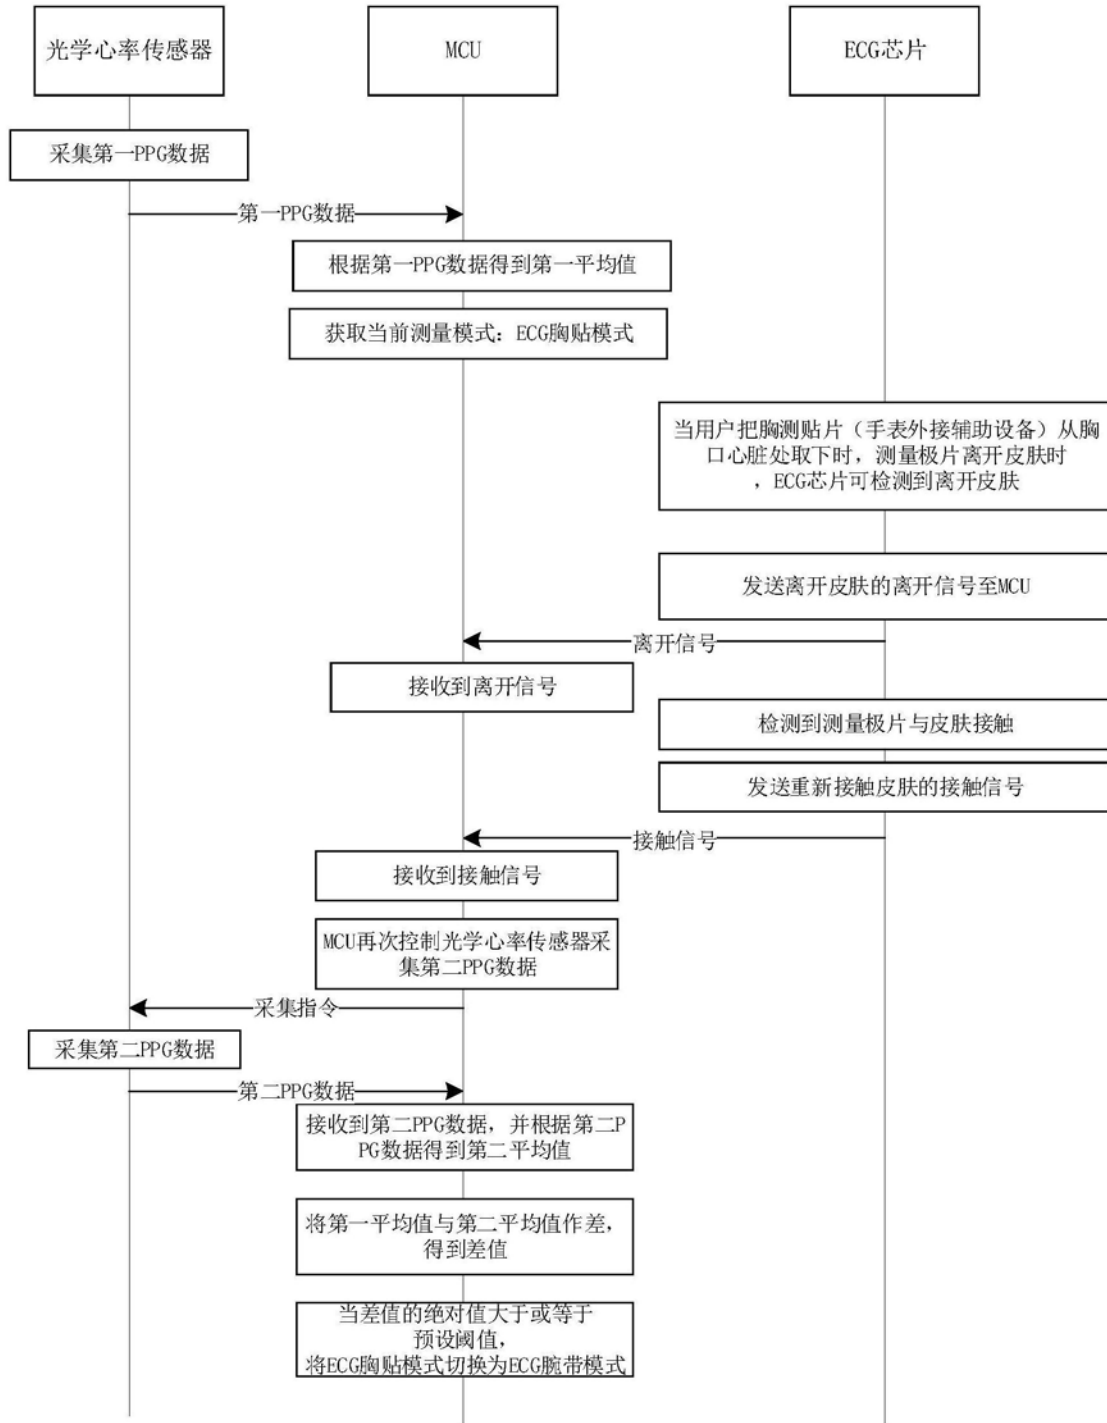 光学心率传感器
MCU
ECG芯片
采集第一PPG数据
第一PPG数据
根据第一PPG数据得到第一平均值
获取当前测量模式：ECG胸贴模式
当用户把胸测贴片（手表外接辅助设备）从胸
口心脏处取下时，测量极片离开皮肤时
，ECG芯片可检测到离开皮肤
发送离开皮肤的离开信号至MCU
离开信号
接收到离开信号
检测到测量极片与皮肤接触
发送重新接触皮肤的接触信号
接触信号
接收到接触信号
MCU再次控制光学心率传感器采
集第二PPG数据
采集指令
采集第二PPG数据
第二PPG数据
接收到第二PPG数据，并根据第二P
PG数据得到第二平均值
将第一平均值与第二平均值作差，
得到差值
当差值的绝对值大于或等于
预设阈值，
将ECG胸贴模式切换为ECG腕带模式